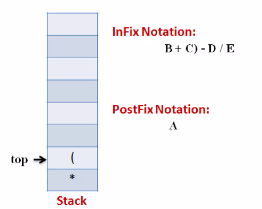 InFix Notation:
B + C) - D / E
PostFix Notation:
A
top
(
*
Stack